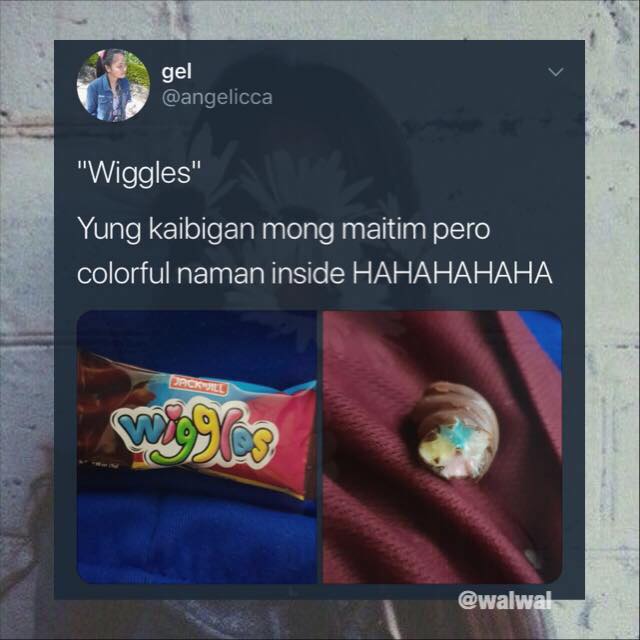 gel
@angelicca
"Wiggles"
Yung kaibigan mong maitim pero
colorful naman inside HAHAHAHAHA
JACK 'n JILL
wiggles
@walwal